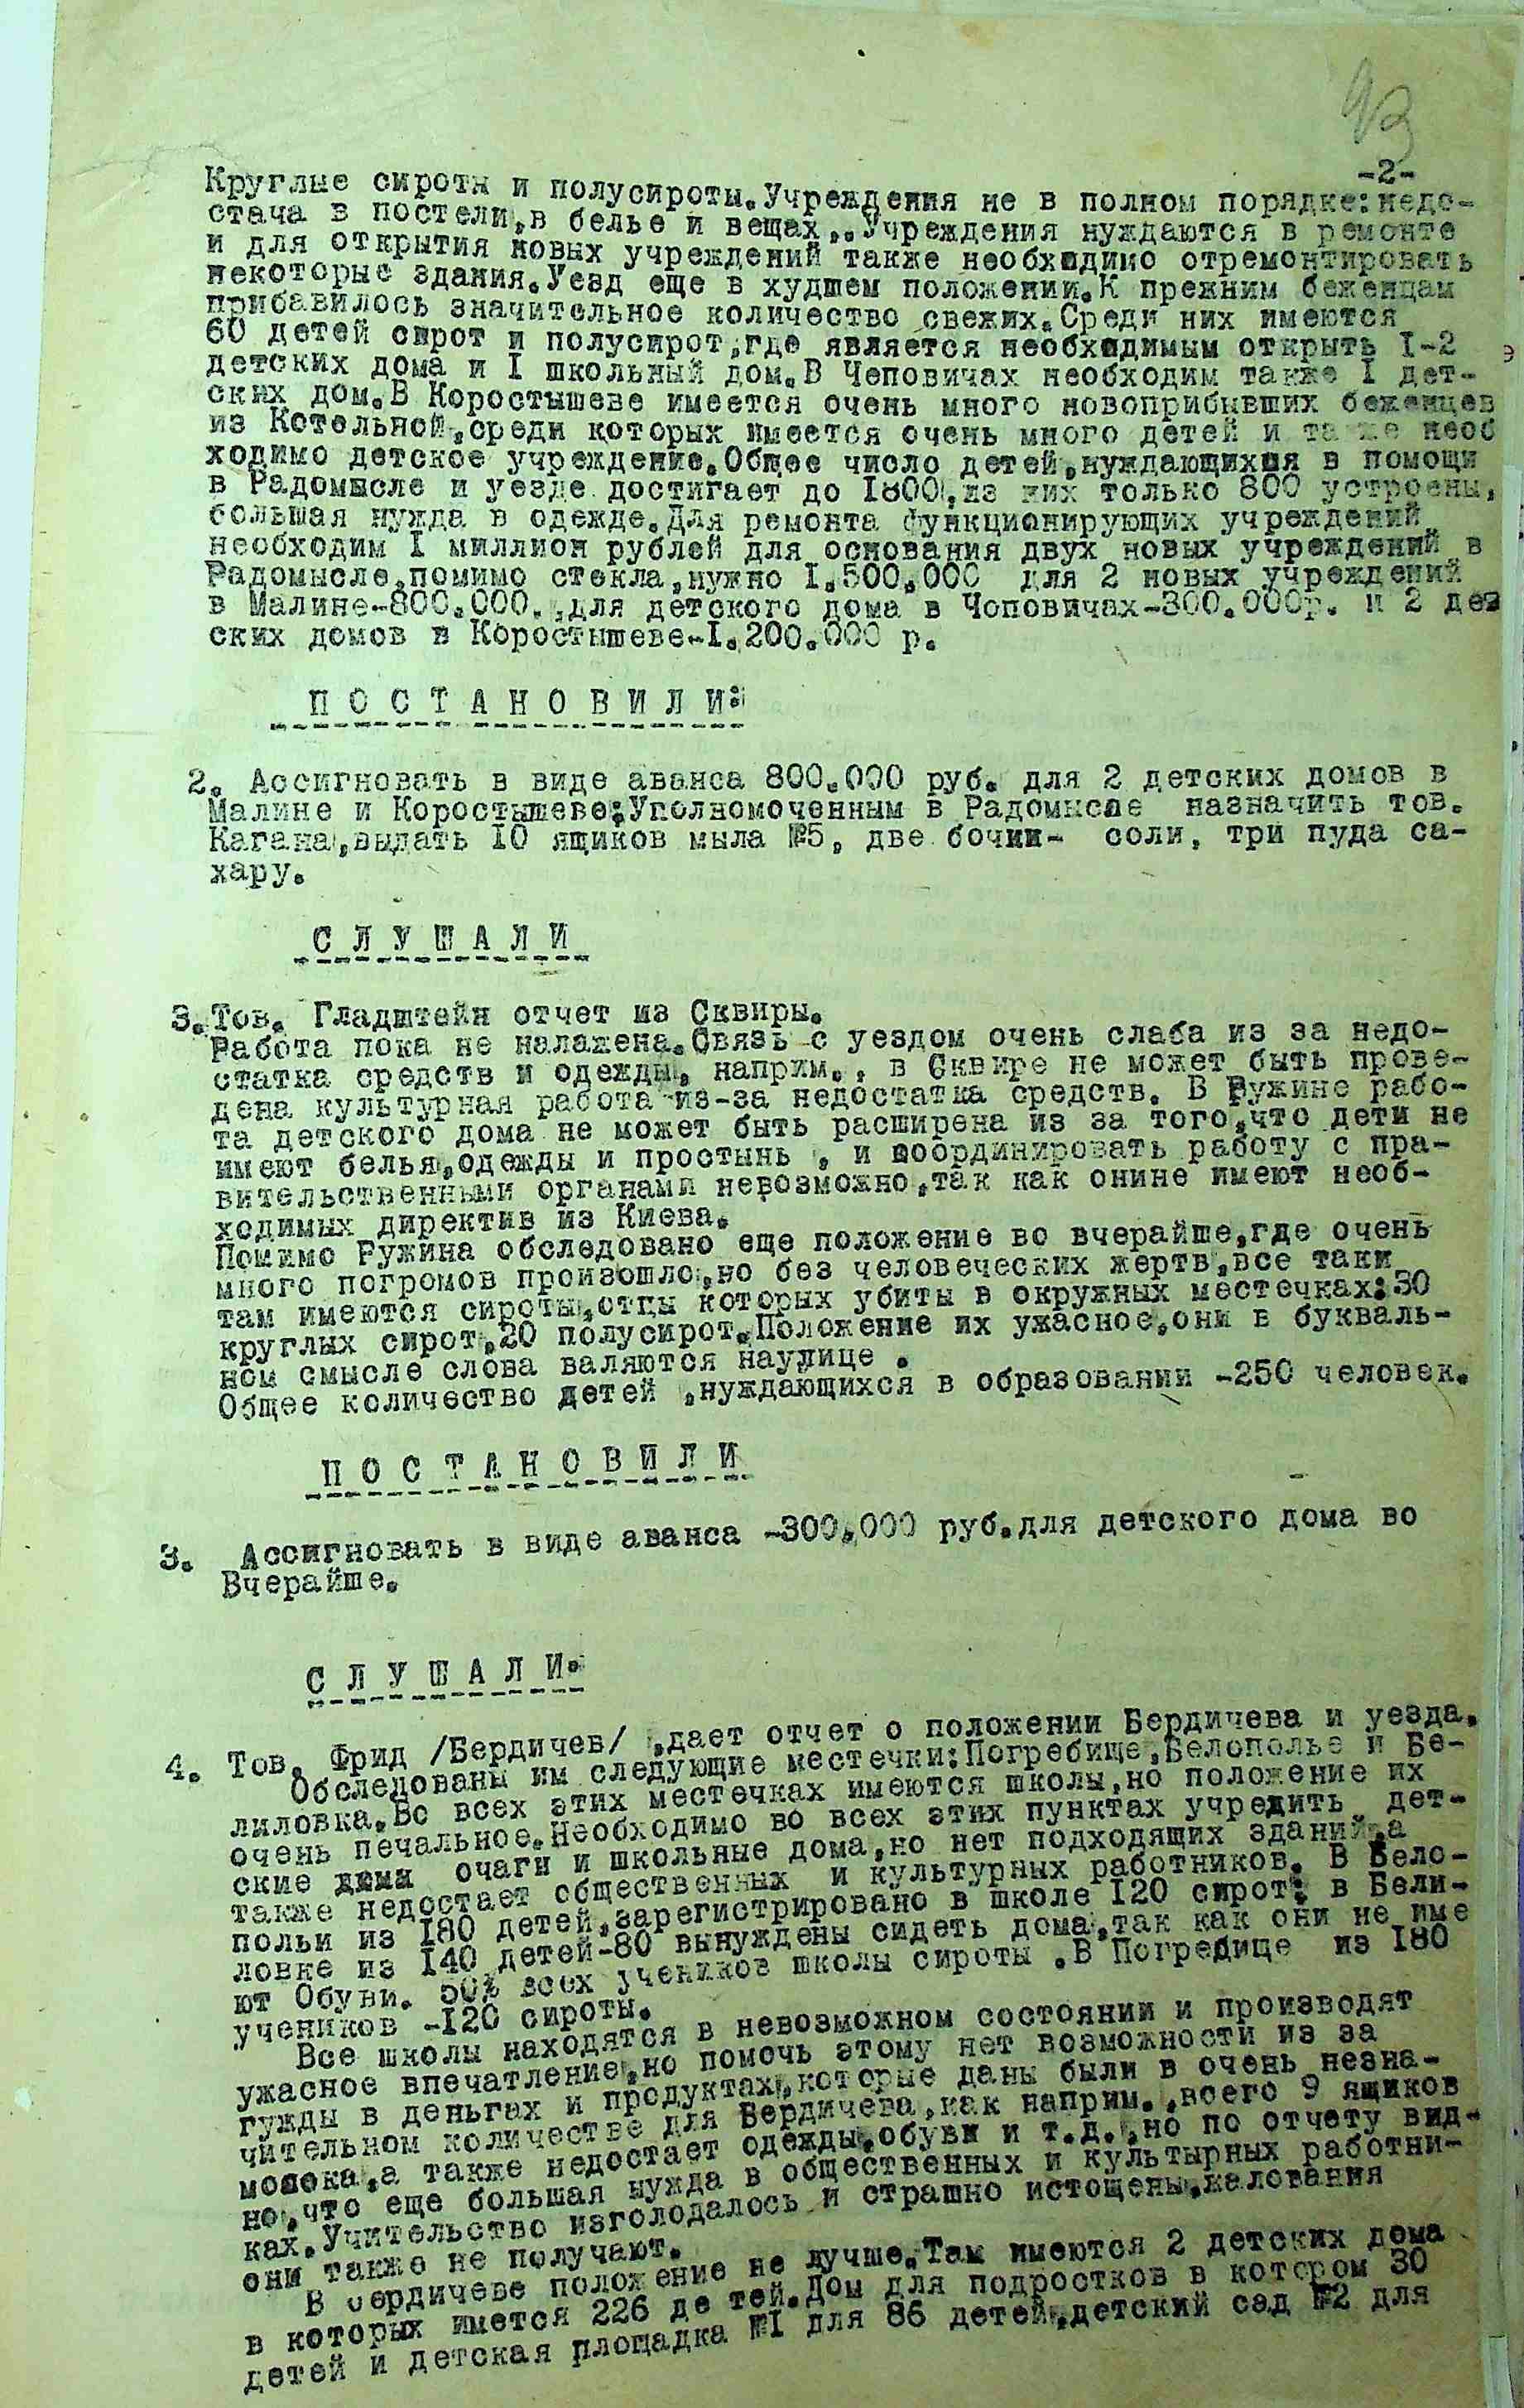 93
-2-
Круглые сироты и полусироты.Учреждения не в полном порядке:недо-
стача в постели,в белье и вещах,.Учреждения нуждаются в ремонте
и для открытия новых учреждений также необходимо отремонтировать
некоторые здания.Уезд еще в худшем положении.К прежним беженцам
прибавилось значительное количество свежих.Среди них имеются
60 детей сирот и полусирот,где является необходимым открыть I-2
детских дома и I школьный дом.В Чеповичах необходим также I дет-
ских дом.В Коростышеве имеется очень много новоприбывших беженцев
из Котельной,среди которых имеется очень много детей и также необ
ходимо детское учреждение.Общее число детей,нуждающихся в помощи
в Радомысле и уезде достигает до I800,из них только 800 устроены,
большая нужда в одежде.Для ремонта функционирующих учреждений
необходим I миллион рублей для основания двух новых учреждений в
Радомысле,помимо стекла,нужно I.500.000 для 2 новых учреждений
в Малине-800.000.,для детского дома в Чоповичах-300.000р. и 2 дет
ских домов в Коростышеве-I.200.000 р.
П О С Т А Н О В И Л И:
2. Ассигновать в виде аванса 800.000 руб. для 2 детских домов в
Малине и Коростышеве;Уполномоченным в Радомысле назначить тов.
Кагана,выдать I0 ящиков мыла №5, две бочки- соли, три пуда са-
хару.
С Л У Ш А Л И
3.Тов. Гладштейн отчет из Сквиры.
Работа пока не налажена.Связь с уездом очень слаба из за недо-
статка средств и одежды, наприм., в Сквире не может быть прове-
дена культурная работа из-за недостатка средств. В Ружине рабо-
та детского дома не может быть расширена из за того,что дети не
имеют белья,одежды и простынь , и координировать работу с пра-
вительственными органами невозможно,так как онине имеют необ-
ходимых директив из Киева.
Помимо Ружина обследовано еще положение во вчерайше,где очень
много погромов произошло,но без человеческих жертв,все таки
там имеются сироты,отцы которых убиты в окружных местечках:30
круглых сирот,20 полусирот.Положение их ужасное,они в букваль-
ном смысле слова валяются наулице .
Общее количество детей ,нуждающихся в образовании -250 человек.
П О С Т А Н О В И Л И
3. Ассигновать в виде аванса -300.000 руб.для детского дома во
Вчерайше.
С Л У Ш А Л И.
4. Тов. Фрид /Бердичев/ ,дает отчет о положении Бердичева и уезда.
Обследованы им следующие местечки:Погребище,Белополье и Бе-
лиловка.Во всех этих местечках имеются школы,но положение их
очень печальное.Необходимо во всех этих пунктах учредить дет-
ские очаги и школьные дома,но нет подходящих зданий,а
также недостает общественных и культурных работников. В Бело-
польи из I80 детей,зарегистрировано в школе I20 сирот; в Бели-
ловке из I40 детей-80 вынуждены сидеть дома,так как они не име
ют Обуви. 50% всех учеников школы сироты .В Погребище из I80
учеников -I20 сироты.
Все школы находятся в невозможном состоянии и производят
ужасное впечатление,но помочь этому нет возможности из за
гужды в деньгах и продуктах,которые даны были в очень незна-
чительном количестве для Бердичева,как наприм.,всего 9 ящиков
молока,а также недостает одежды,обуви и т.д.,но по отчету вид-
но,что еще большая нужда в общественных и культырных работни-
ках.Учительство изголодалось и страшно истощены,жалования
они также не получают.
В Бердичеве положение не лучше.Там имеются 2 детских дома
в которых имется 226 де тей.Дом для подростков в котором 30
детей и детская площадка №I для 86 детей,детский сад №2 для